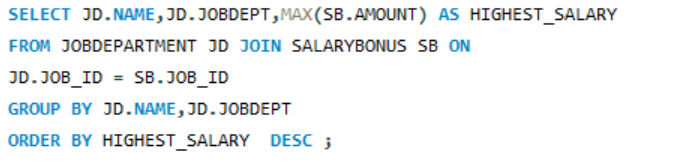 SELECT JD.NAME,JD.JOBDEPT,MAX(SB.AMOUNT) AS HIGHEST_SALARY
FROM JOBDEPARTMENT JD JOIN SALARYBONUS SB ON
JD.JOB_ID = SB.JOB_ID
GROUP BY JD.NAME,JD.JOBDEPT
ORDER BY HIGHEST_SALARY  DESC ;